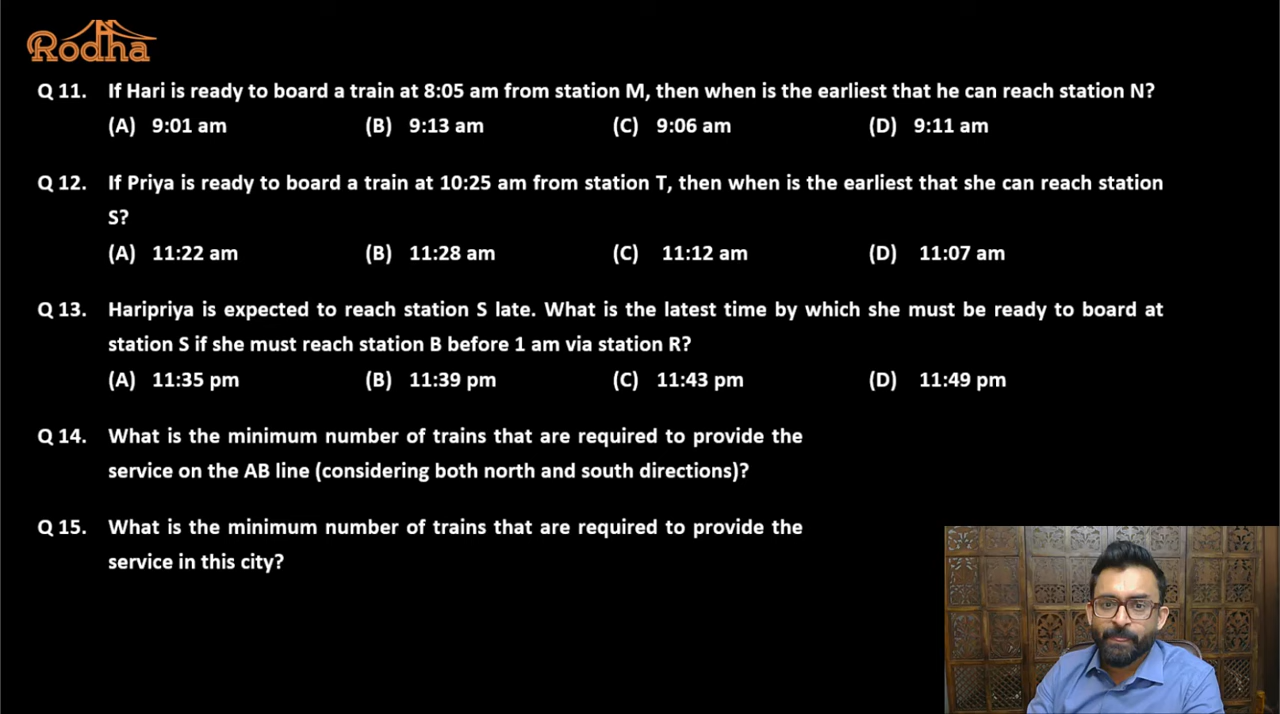 Rodha
Q 11. If Hari is ready to board a train at 8:05 am from station M, then when is the earliest that he can reach station N?
(A) 9:01 am (B) 9:13 am (C) 9:06 am (D) 9:11 am
Q 12. If Priya is ready to board a train at 10:25 am from station T, then when is the earliest that she can reach station
S?
(A) 11:22 am (B) 11:28 am (C) 11:12 am (D) 11:07 am
Q 13. Haripriya is expected to reach station S late. What is the latest time by which she must be ready to board at
station S if she must reach station B before 1 am via station R?
(A) 11:35 pm (B) 11:39 pm (C) 11:43 pm (D) 11:49 pm
Q 14. What is the minimum number of trains that are required to provide the
service on the AB line (considering both north and south directions)?
Q 15. What is the minimum number of trains that are required to provide the
service in this city?